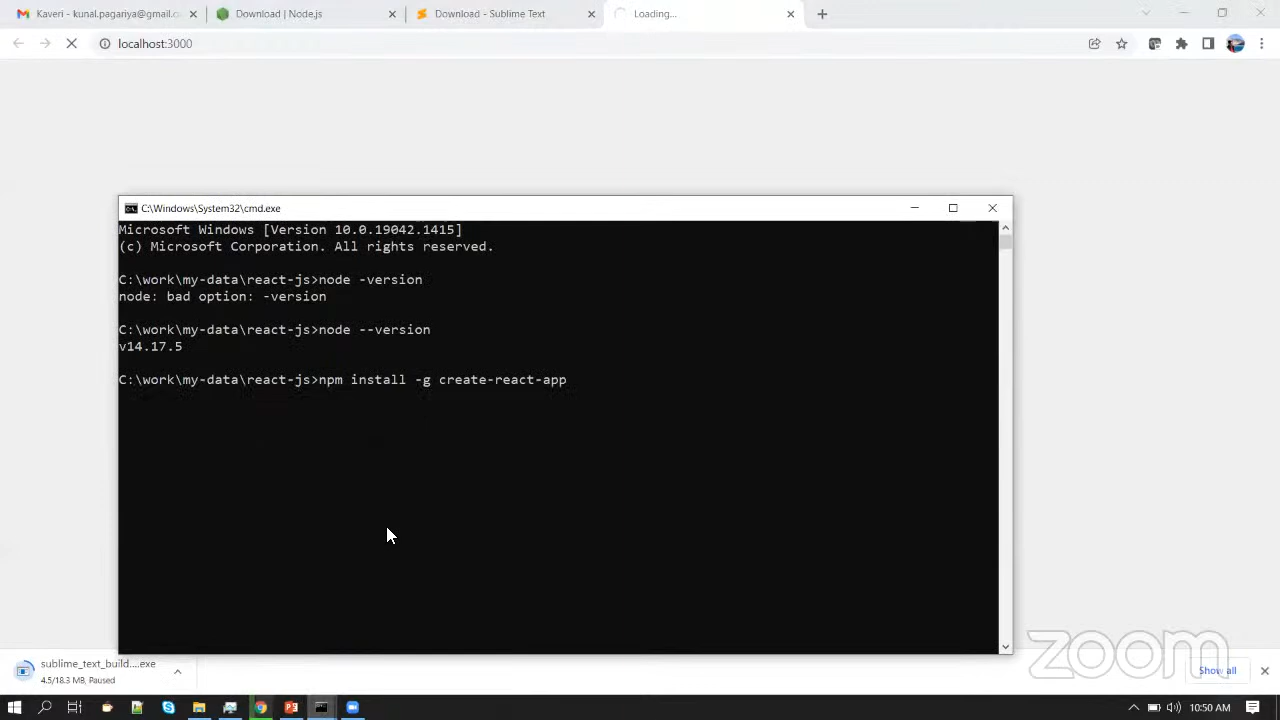 Kaveri - kunal.pagariya@gmail.c
Download | Node.js
Download - Sublime Text
Loading...
localhost:3000
C:\Windows\System32\cmd.exe
Microsoft Windows [Version 10.0.19042.1415]
(c) Microsoft Corporation. All rights reserved.
C:\work\my-data\react-js>node -version
node: bad option: -version
C:\work\my-data\react-js>node --version
v14.17.5
C:\work\my-data\react-js>npm install -g create-react-app
zoom
sublime_text_build....exe
4.5/18.3 MB, Paused
Show all
10:50 AM